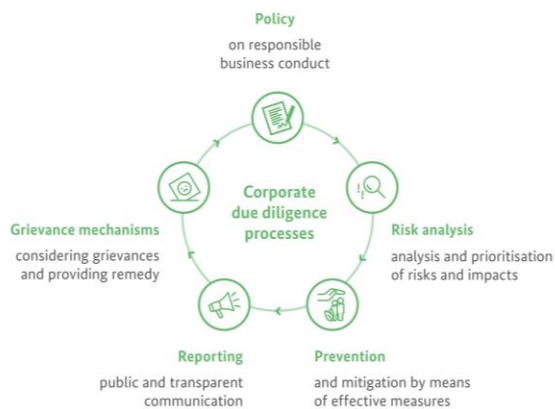 Policy
on responsible
business conduct
Corporate
due diligence
processes
Risk analysis
analysis and prioritisation
of risks and impacts
Prevention
and mitigation by means
of effective measures
Reporting
public and transparent
communication
Grievance mechanisms
considering grievances
and providing remedy